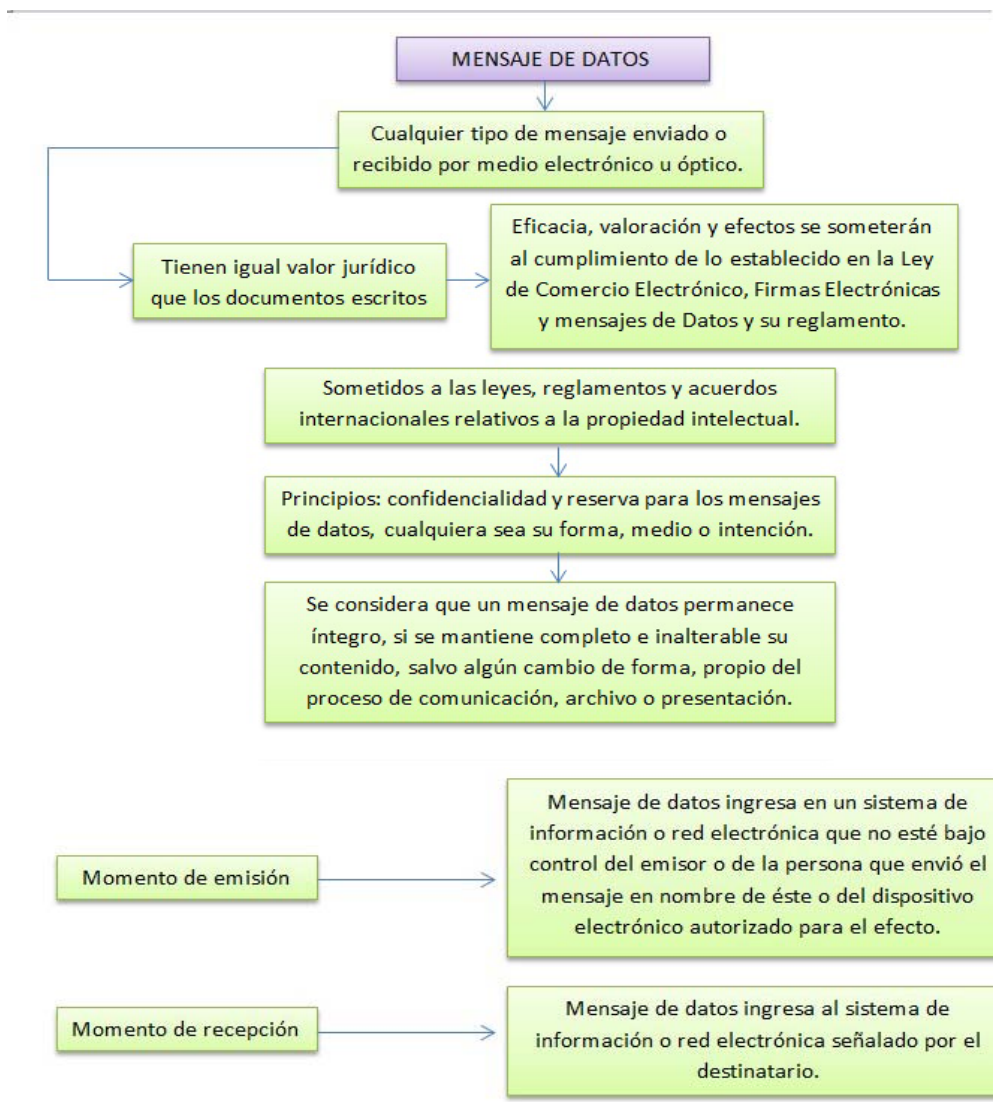 MENSAJE DE DATOS
Cualquier tipo de mensaje enviado o
recibido por medio electrónico u óptico.
Tienen igual valor jurídico
que los documentos escritos
Eficacia, valoración y efectos se someterán
al cumplimiento de lo establecido en la Ley
de Comercio Electrónico, Firmas Electrónicas
y mensajes de Datos y su reglamento.
Sometidos a las leyes, reglamentos y acuerdos
internacionales relativos a la propiedad intelectual.
Principios: confidencialidad y reserva para los mensajes
de datos, cualquiera sea su forma, medio o intención.
Se considera que un mensaje de datos permanece
íntegro, si se mantiene completo e inalterable su
contenido, salvo algún cambio de forma, propio del
proceso de comunicación, archivo o presentación.
Momento de emisión
Mensaje de datos ingresa en un sistema de
información o red electrónica que no esté bajo
control del emisor o de la persona que envió el
mensaje en nombre de éste o del dispositivo
electrónico autorizado para el efecto.
Momento de recepción
Mensaje de datos ingresa al sistema de
información o red electrónica señalado por el
destinatario.